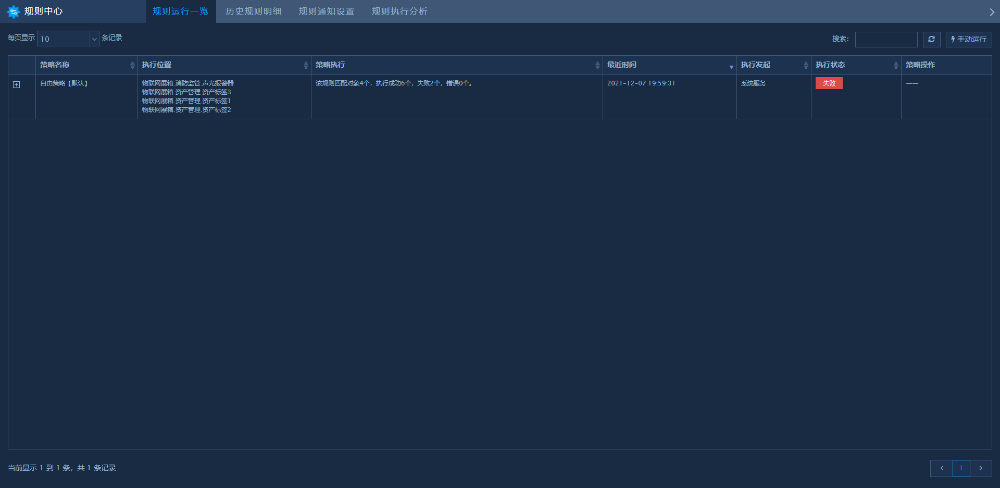 规则中心
规则运行一览
历史规则明细
规则通知设置
规则执行分析
每页显示 10 条记录
搜索：
手动运行
策略名称
执行位置
策略执行
最近时间
执行发起
执行状态
策略操作
自由策略【默认】
物联网展箱.消防监管.声光报警器
物联网展箱.资产管理.资产标签3
物联网展箱.资产管理.资产标签1
物联网展箱.资产管理.资产标签2
该规则匹配对象4个，执行成功6个，失败2个，错误0个。
2021-12-07 19:59:31
系统服务
失败
——
当前显示 1 到 1 条，共 1 条记录
1